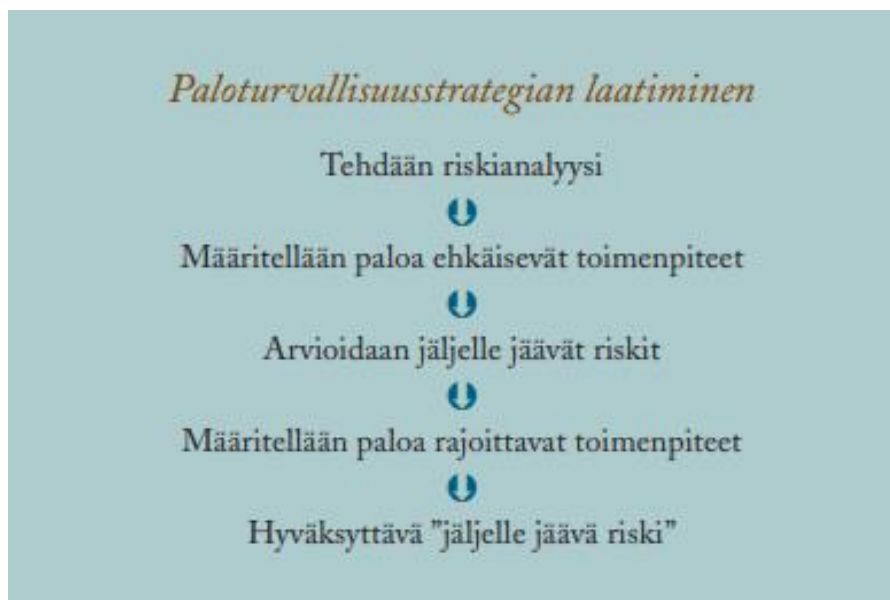 Paloturvallisuusstrategian laatiminen
Tehdään riskianalyysi
Määritellään paloa ehkäisevät toimenpiteet
Arvioidaan jäljelle jäävät riskit
Määritellään paloa rajoittavat toimenpiteet
Hyväksyttävä ”jäljelle jäävä riski”